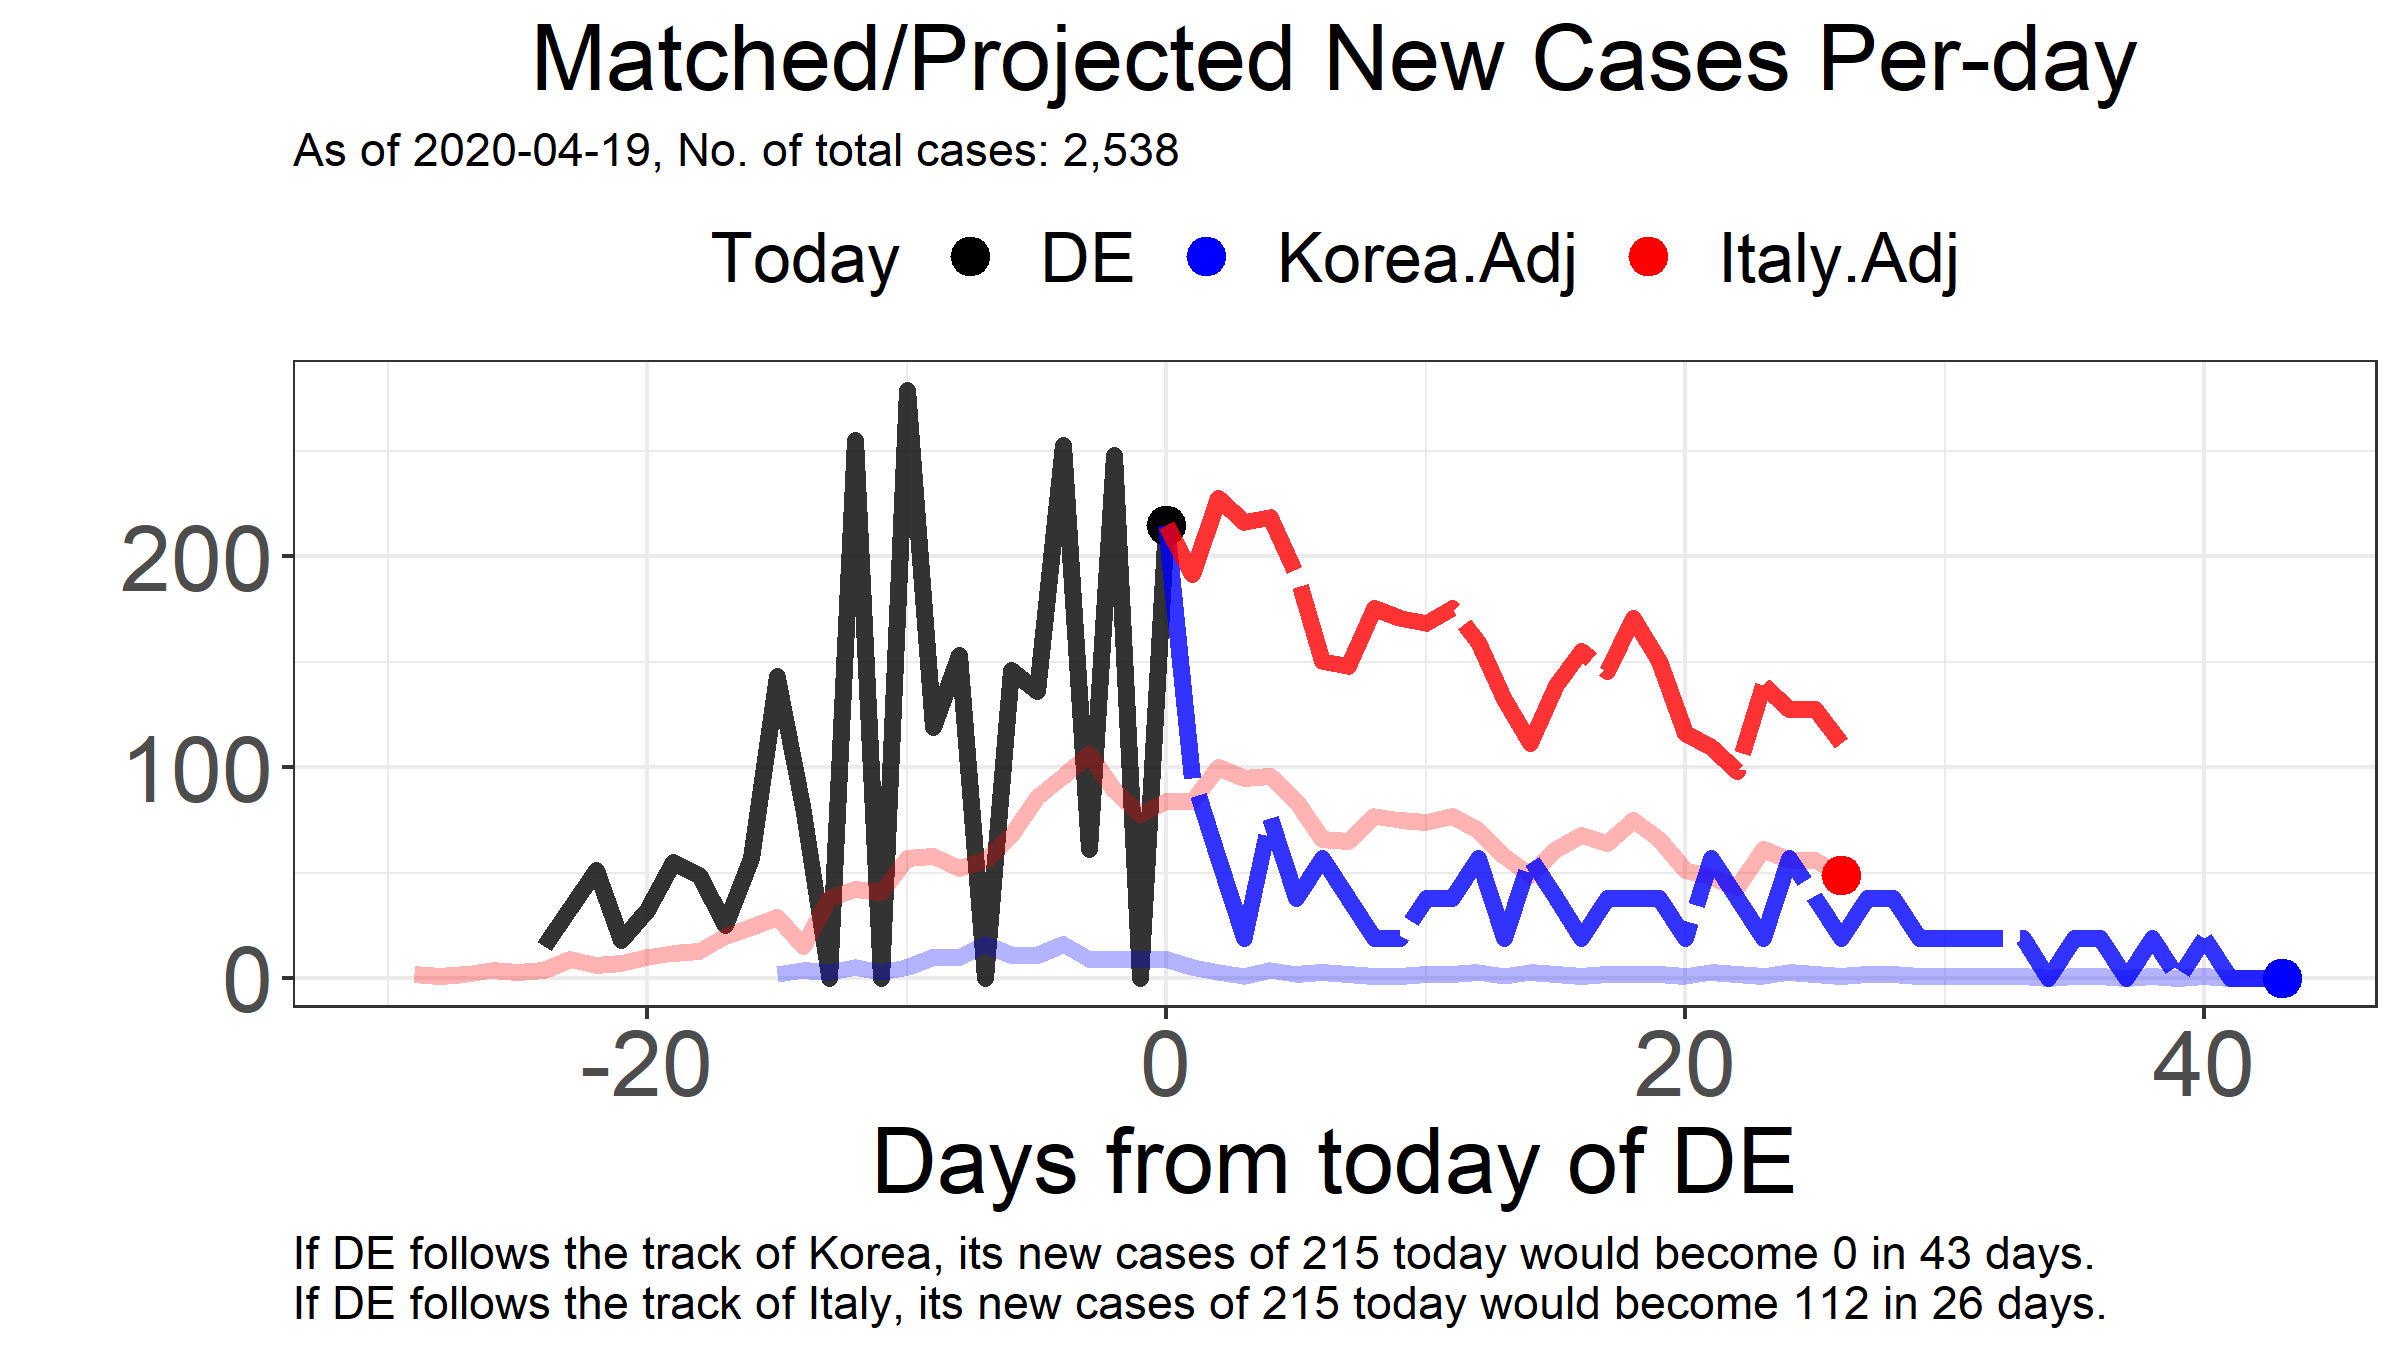 Matched/Projected New Cases Per-day
As of 2020-04-19, No. of total cases: 2,538
Today DE Korea.Adj Italy.Adj
200
100
0
-20 0 20 40
Days from today of DE
If DE follows the track of Korea, its new cases of 215 today would become 0 in 43 days.
If DE follows the track of Italy, its new cases of 215 today would become 112 in 26 days.